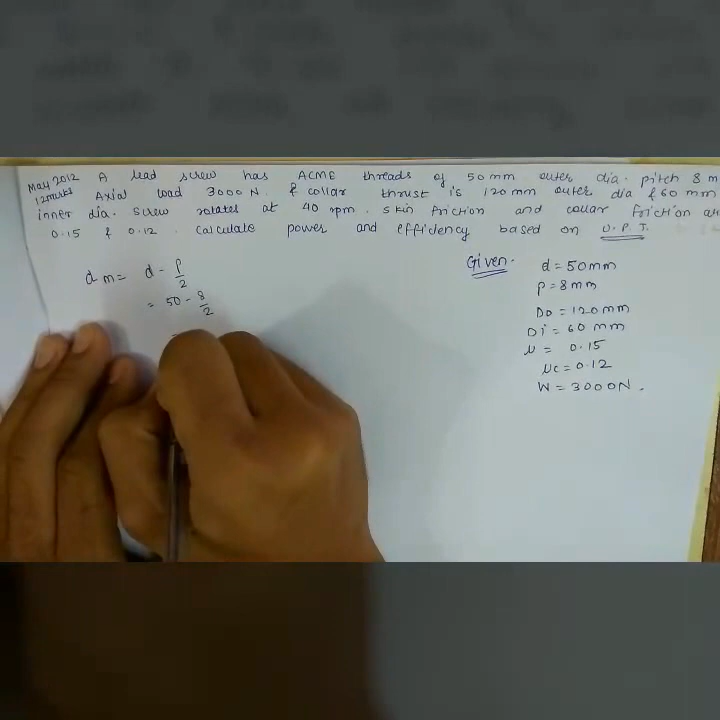 May 2012 A lead screw has ACME threads of 50 mm outer dia. pitch 8 m
12marks Axial load 3000 N. & collar thrust is 120 mm outer dia & 60 mm
inner dia. Screw rotates at 40 rpm. Skin friction and collar friction are
0.15 & 0.12. Calculate power and efficiency based on U.P.T.
dm = d - P/2
= 50 - 8/2
Given.
d = 50mm
p = 8mm
Do = 120mm
Di = 60 mm
μ = 0.15
μc = 0.12
W = 3000N.